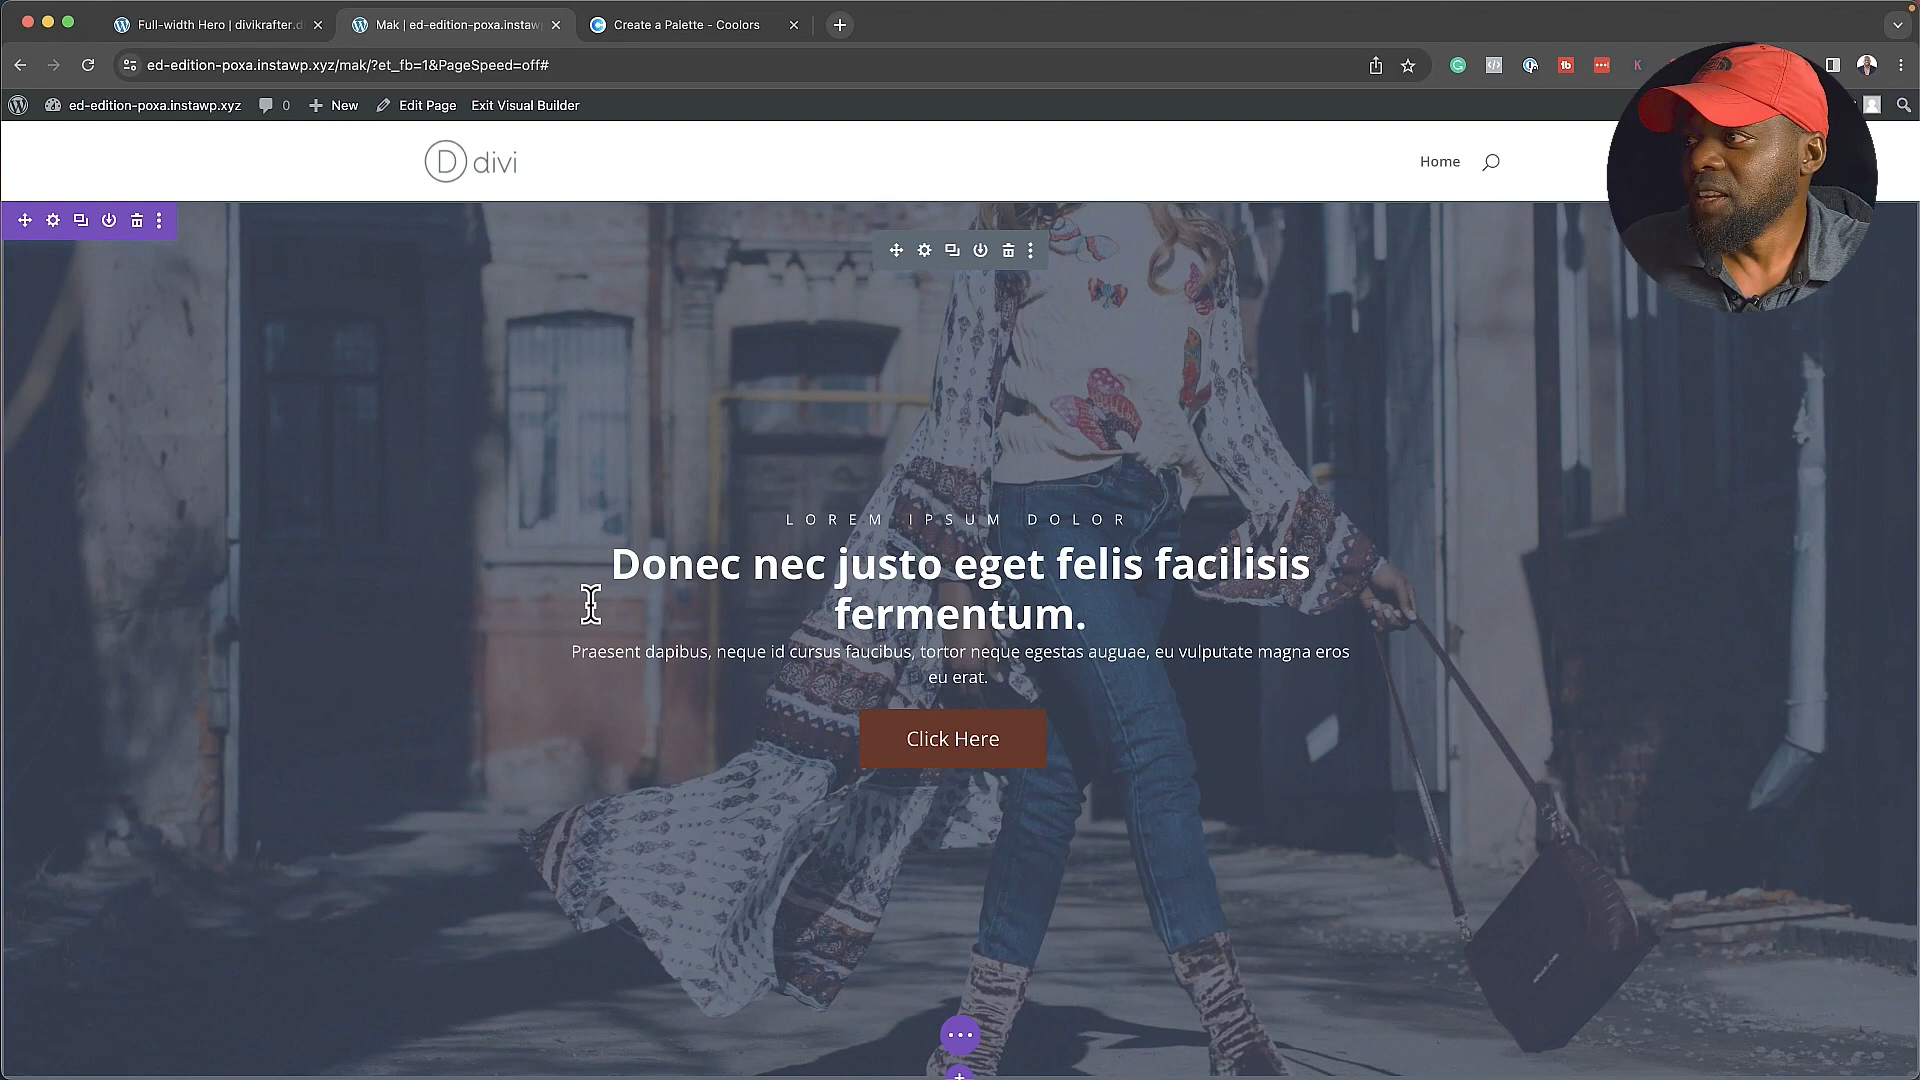 Full-width Hero | divikrafter.d
Mak | ed-edition-poxa.instaw
Create a Palette - Coolors
ed-edition-poxa.instawp.xyz/mak/?et_fb=1&PageSpeed=off#
ed-edition-poxa.instawp.xyz
0
New
Edit Page
Exit Visual Builder
D divi
Home
LOREM IPSUM DOLOR
Donec nec justo eget felis facilisis
fermentum.
Praesent dapibus, neque id cursus faucibus, tortor neque egestas auguae, eu vulputate magna eros
eu erat.
Click Here